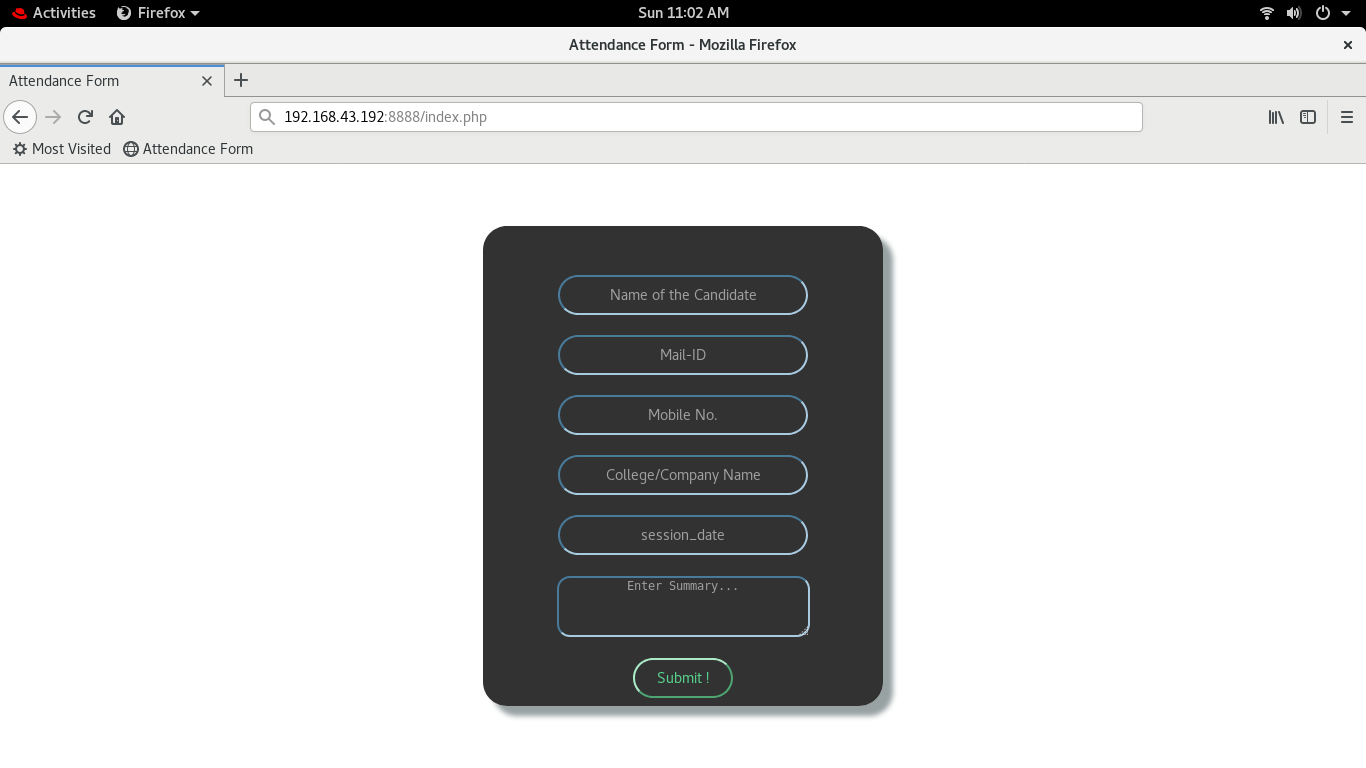 Activities Firefox Sun 11:02 AM
Attendance Form - Mozilla Firefox
Attendance Form
192.168.43.192:8888/index.php
Most Visited Attendance Form
Name of the Candidate
Mail-ID
Mobile No.
College/Company Name
session_date
Enter Summary...
Submit !